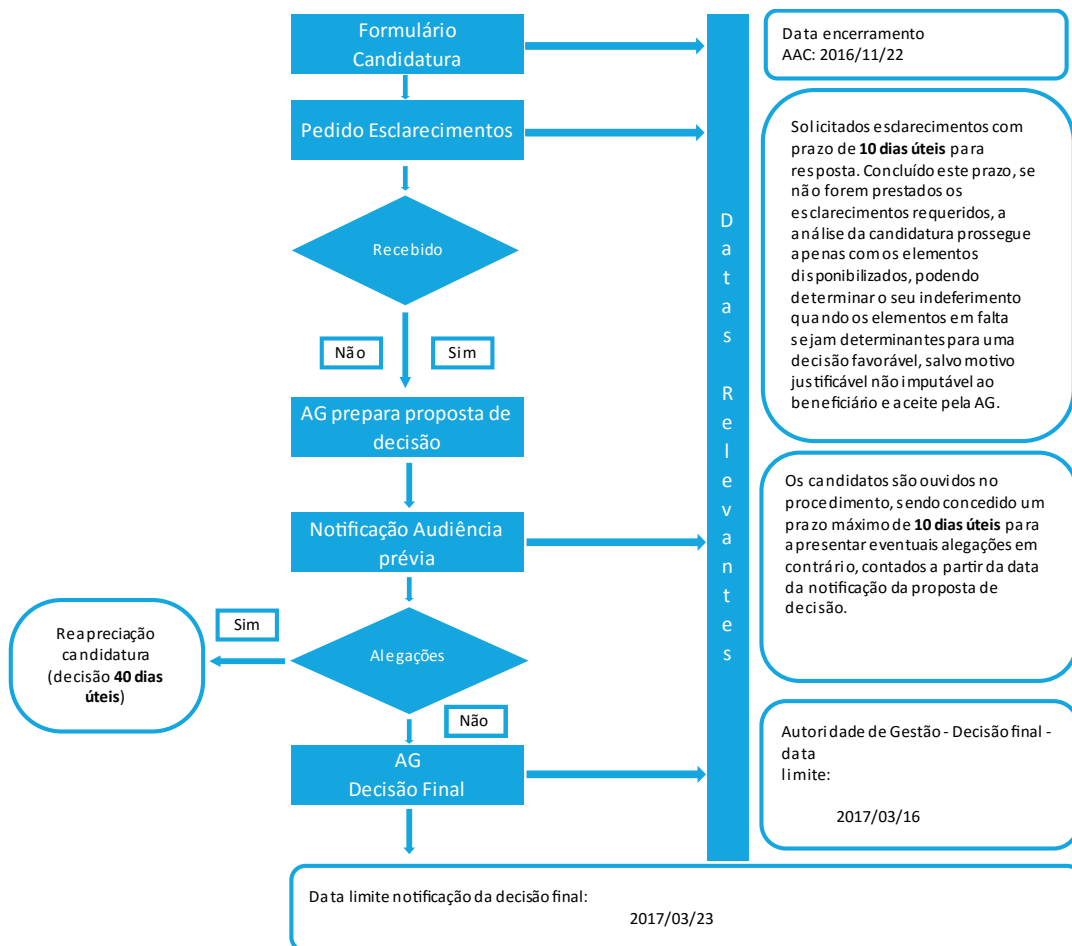 Formulário
Candidatura
Data encerramento
AAC: 2016/11/22
Pedido Esclarecimentos
Solicitados esclarecimentos com
prazo de 10 dias úteis para
resposta. Concluído este prazo, se
não forem prestados os
esclarecimentos requeridos, a
análise da candidatura prossegue
apenas com os elementos
disponibilizados, podendo
determinar o seu indeferimento
quando os elementos em falta
sejam determinantes para uma
decisão favorável, salvo motivo
justificável não imputável ao
beneficiário e aceite pela AG.
Recebido
Não
Sim
AG prepara proposta de
decisão
Notificação Audiência
prévia
Os candidatos são ouvidos no
procedimento, sendo concedido um
prazo máximo de 10 dias úteis para
apresentar eventuais alegações em
contrário, contados a partir da data
da notificação da proposta de
decisão.
Datas Relevantes
Alegações
Sim
Reapreciação
candidatura
(decisão 40 dias
úteis)
Não
AG
Decisão Final
Autoridade de Gestão - Decisão final -
data
limite:
2017/03/16
Data limite notificação da decisão final:
2017/03/23